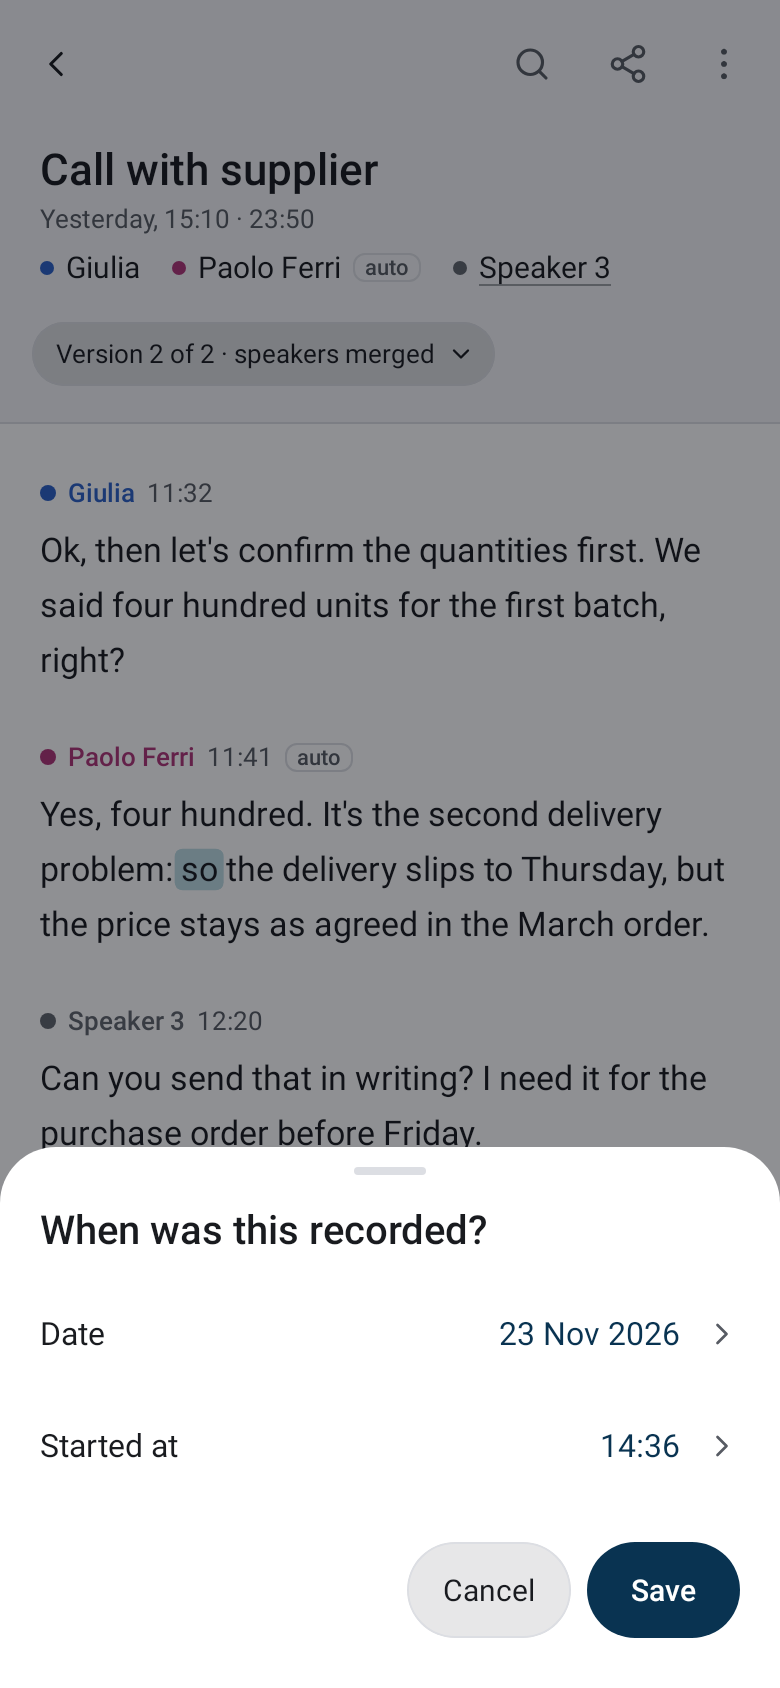 Call with supplier
Yesterday, 15:10 · 23:50
Giulia Paolo Ferri auto Speaker 3
Version 2 of 2 · speakers merged
Giulia 11:32
Ok, then let's confirm the quantities first. We
said four hundred units for the first batch,
right?
Paolo Ferri 11:41 auto
Yes, four hundred. It's the second delivery
problem: so the delivery slips to Thursday, but
the price stays as agreed in the March order.
Speaker 3 12:20
Can you send that in writing? I need it for the
purchase order before Friday.
When was this recorded?
Date 23 Nov 2026
Started at 14:36
Cancel Save